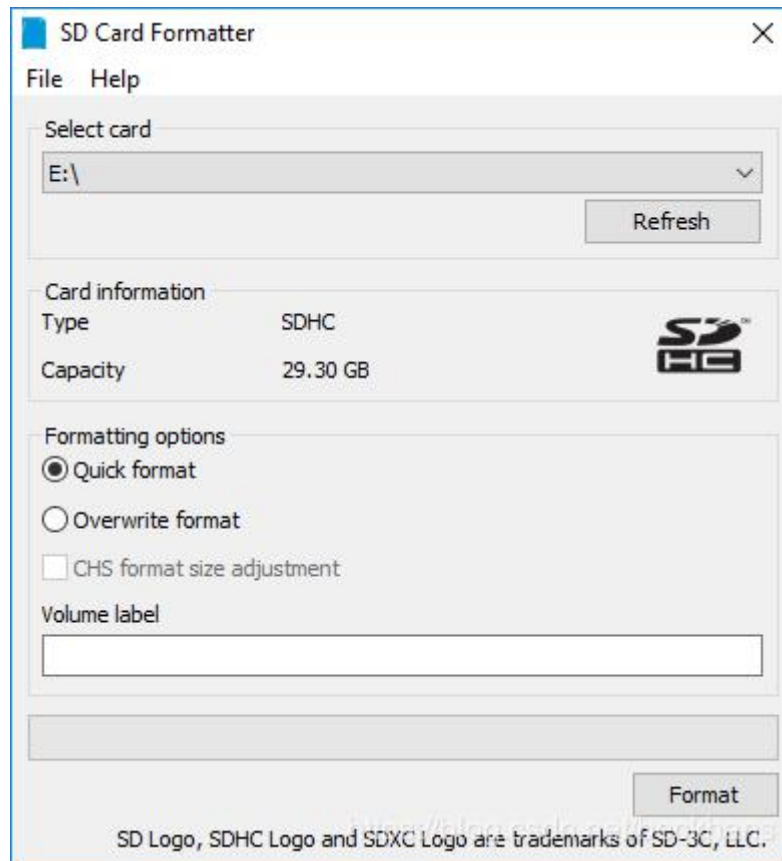 SD Card Formatter
File Help
Select card
E:\
Refresh
Card information
Type SDHC
Capacity 29.30 GB
SD HC
Formatting options
Quick format
Overwrite format
CHS format size adjustment
Volume label
Format
SD Logo, SDHC Logo and SDXC Logo are trademarks of SD-3C, LLC.